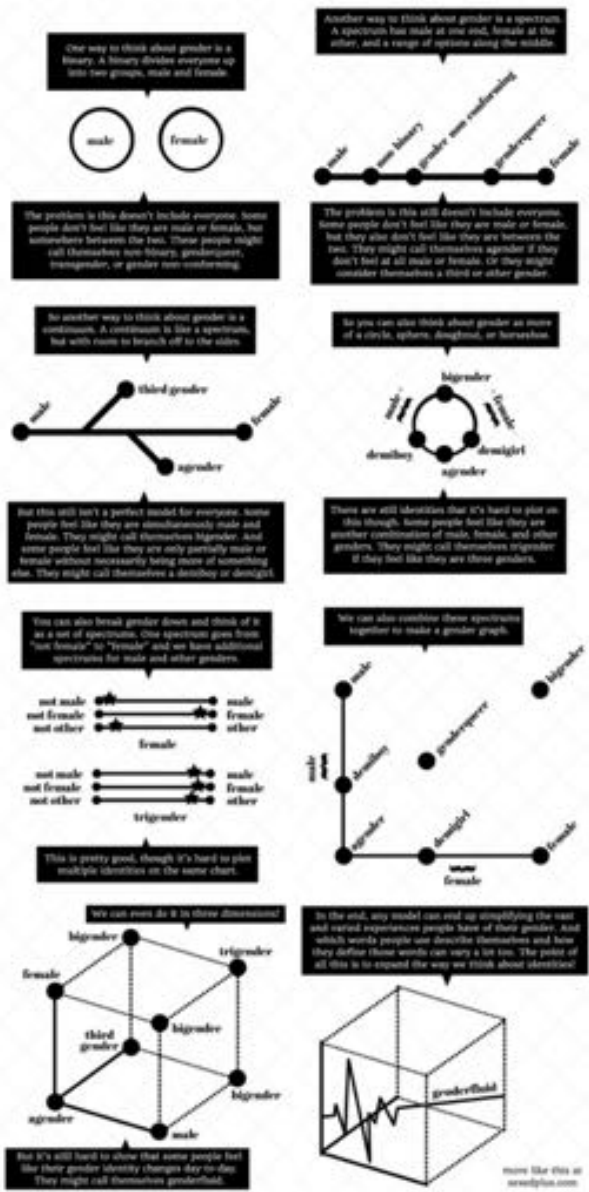 One way to think about gender is a
binary. A binary divides everyone up
into two groups, male and female.
male
female
The problem is this doesn't include everyone. Some
people don't feel like they are male or female, but
somewhere between the two. These people might
call themselves non-binary, genderqueer,
transgender, or gender non-conforming.
Another way to think about gender is a spectrum.
A spectrum has male at one end, female at the
other, and a range of options along the middle.
male
non binary
gender non conforming
genderqueer
female
The problem is this still doesn't include everyone.
Some people don't feel like they are male or female,
but they also don't feel like they are between the
two. They might call themselves agender if they
don't feel at all male or female. Or they might
consider themselves a third or other gender.
So another way to think about gender is a
continuum. A continuum is like a spectrum,
but with room to branch off to the sides.
male
third gender
female
agender
But this still isn't a perfect model for everyone. Some
people feel like they are simultaneously male and
female. They might call themselves bigender. And
some people feel like they are only partially male or
female without necessarily being more of something
else. They might call themselves a demiboy or demigirl.
So you can also think about gender as more
of a circle, sphere, doughnut, or horseshoe.
bigender
male
female
demiboy
demigirl
agender
There are still identities that it's hard to plot on
this though. Some people feel like they are
another combination of male, female, and other
genders. They might call themselves trigender
if they feel like they are three genders.
You can also break gender down and think of it
as a set of spectrums. One spectrum goes from
"not female" to "female" and we have additional
spectrums for male and other genders.
not male male
not female female
not other other
female
not male male
not female female
not other other
trigender
This is pretty good, though it's hard to plot
multiple identities on the same chart.
We can also combine these spectrums
together to make a gender graph.
male
bigender
genderqueer
male
demiboy
agender
demigirl
female
female
We can even do it in three dimensions!
bigender
trigender
female
bigender
third
gender
bigender
agender
male
But it's still hard to show that some people feel
like their gender identity changes day-to-day.
They might call themselves genderfluid.
In the end, any model can end up simplifying the vast
and varied experiences people have of their gender. And
which words people use describe themselves and how
they define those words can vary a lot too. The point of
all this is to expand the way we think about identities!
genderfluid
more like this at
sexedplus.com